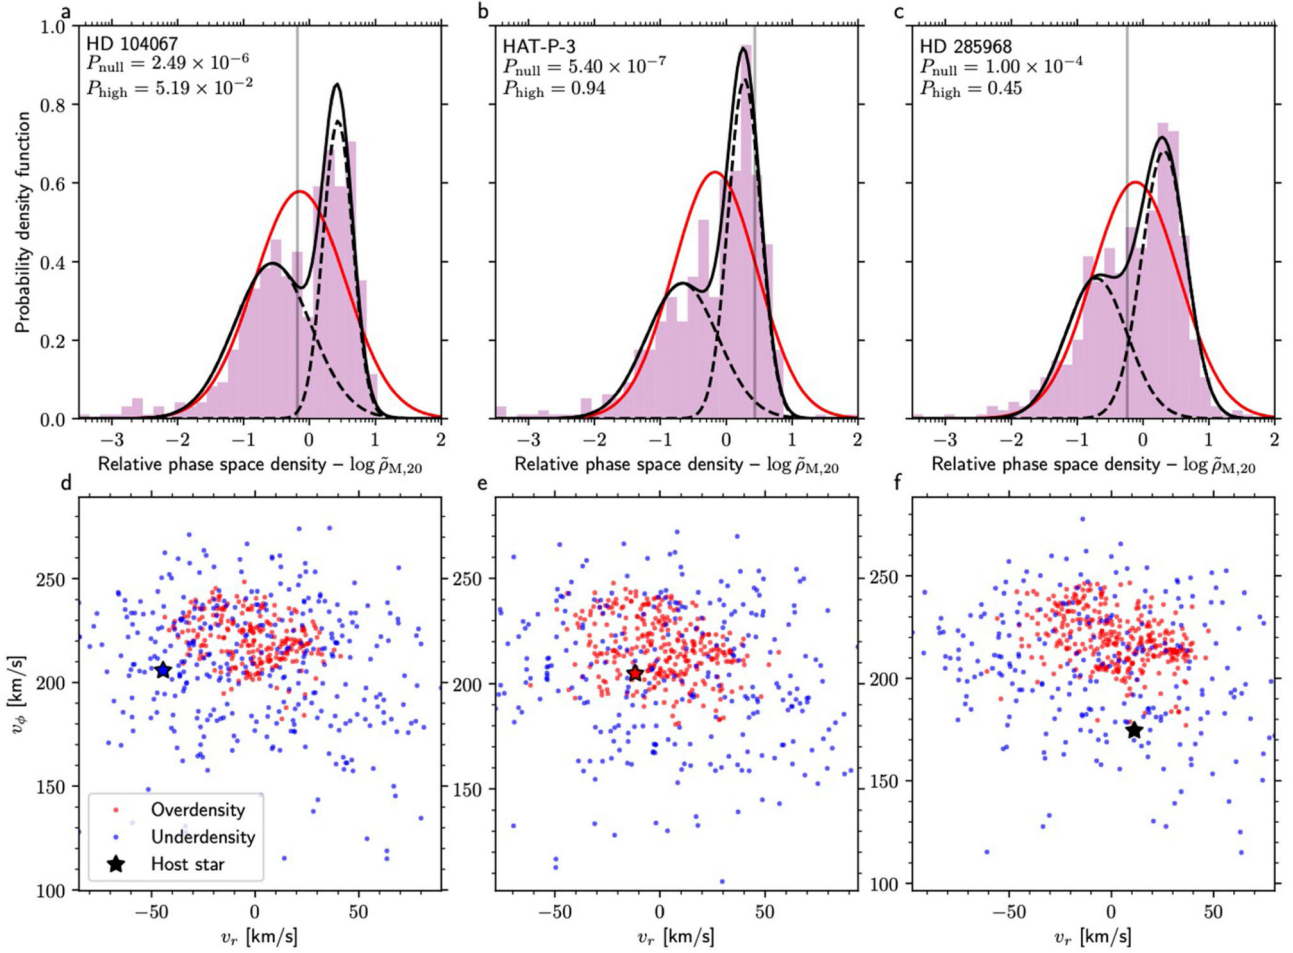 a
HD 104067
P_null = 2.49 × 10^−6
P_high = 5.19 × 10^−2
Probability density function
1.0
0.8
0.6
0.4
0.2
0.0
−3 −2 −1 0 1 2
Relative phase space density – log ρ̃_M,20
b
HAT-P-3
P_null = 5.40 × 10^−7
P_high = 0.94
−3 −2 −1 0 1 2
Relative phase space density – log ρ̃_M,20
c
HD 285968
P_null = 1.00 × 10^−4
P_high = 0.45
−3 −2 −1 0 1 2
Relative phase space density – log ρ̃_M,20
d
v_ϕ [km/s]
250
200
150
100
Overdensity
Underdensity
Host star
−50 0 50
v_r [km/s]
e
250
200
150
−50 0 50
v_r [km/s]
f
250
200
150
100
−50 0 50
v_r [km/s]